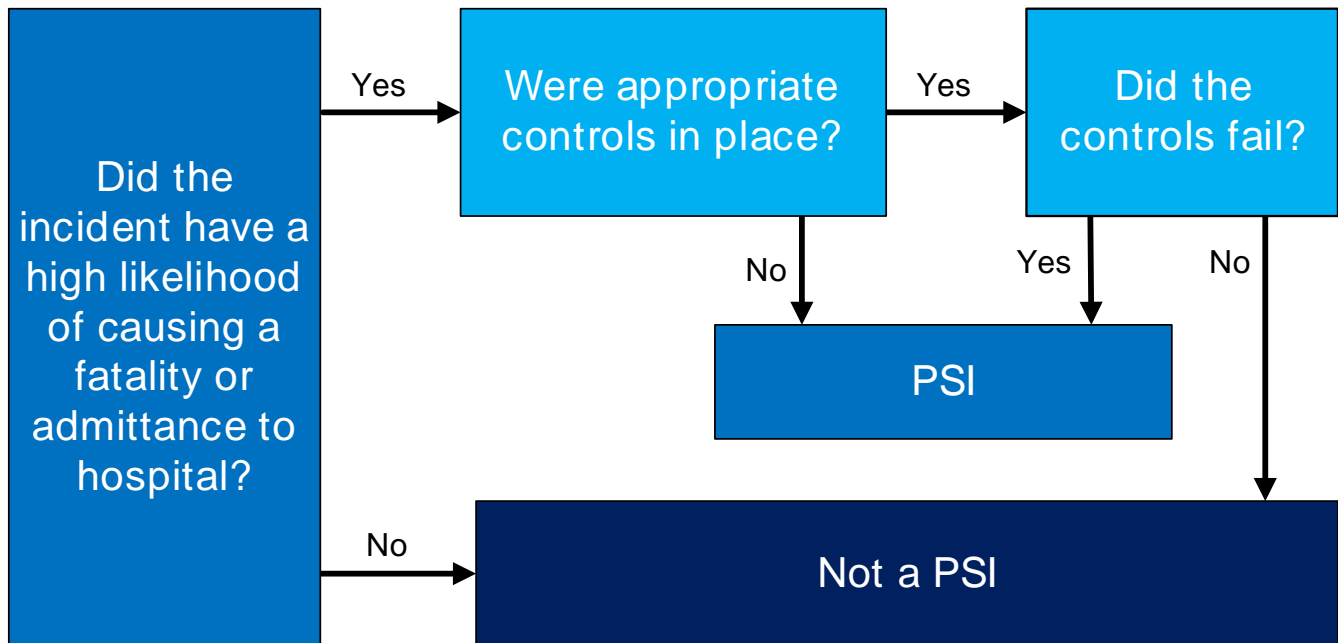 Did the
incident have a
high likelihood
of causing a
fatality or
admittance to
hospital?
Yes
Were appropriate
controls in place?
Yes
Did the
controls fail?
No
Yes
No
PSI
No
Not a PSI